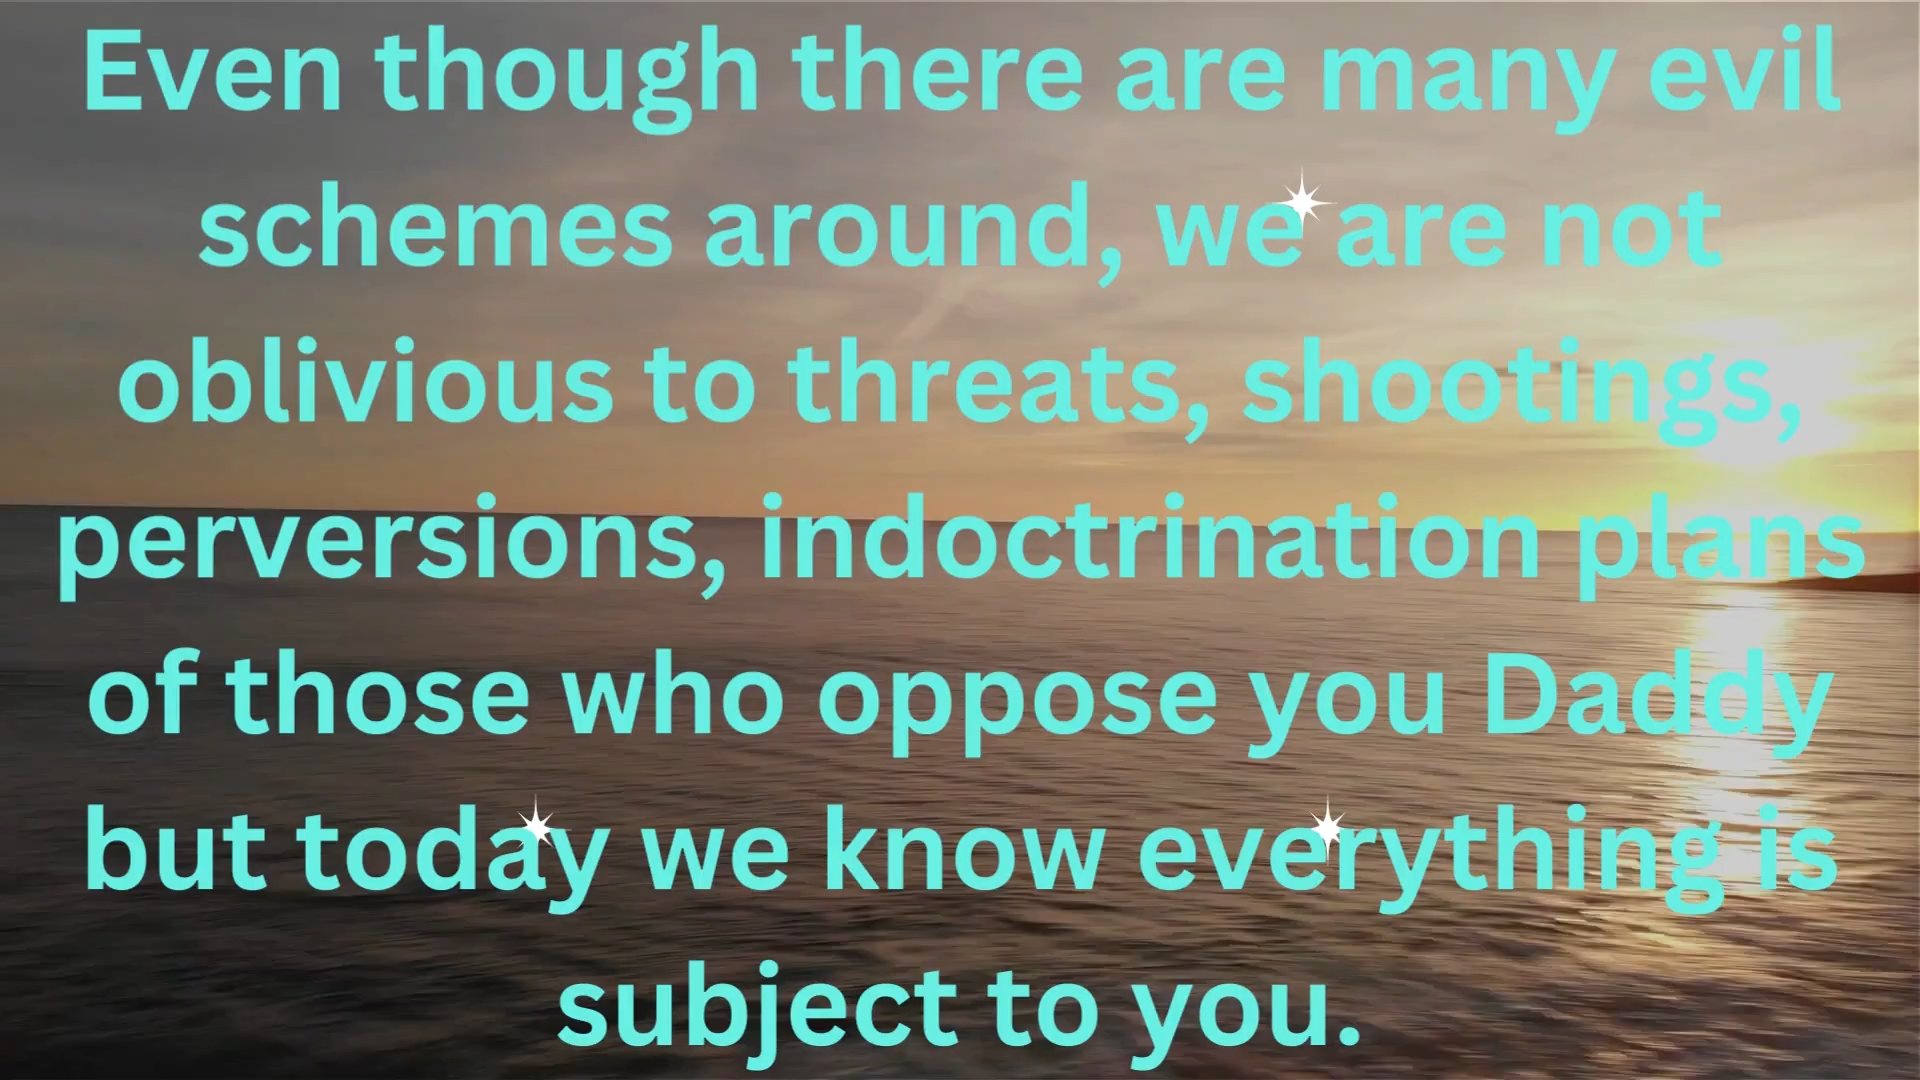 Even though there are many evil
schemes around, we are not
oblivious to threats, shootings,
perversions, indoctrination plans
of those who oppose you Daddy
but today we know everything is
subject to you.